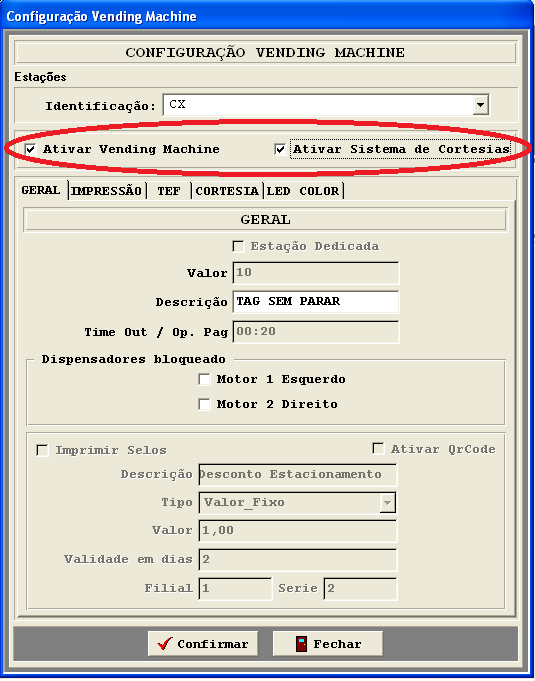 Configuração Vending Machine
CONFIGURAÇÃO VENDING MACHINE
Estações
Identificação: CX
Ativar Vending Machine Ativar Sistema de Cortesias
GERAL IMPRESSÃO TEF CORTESIA LED COLOR
GERAL
Estação Dedicada
Valor 10
Descrição TAG SEM PARAR
Time Out / Op. Pag 00:20
Dispensadores bloqueado
Motor 1 Esquerdo
Motor 2 Direito
Imprimir Selos Ativar QrCode
Descrição Desconto Estacionamento
Tipo Valor_Fixo
Valor 1,00
Validade em dias 2
Filial 1 Serie 2
Confirmar Fechar